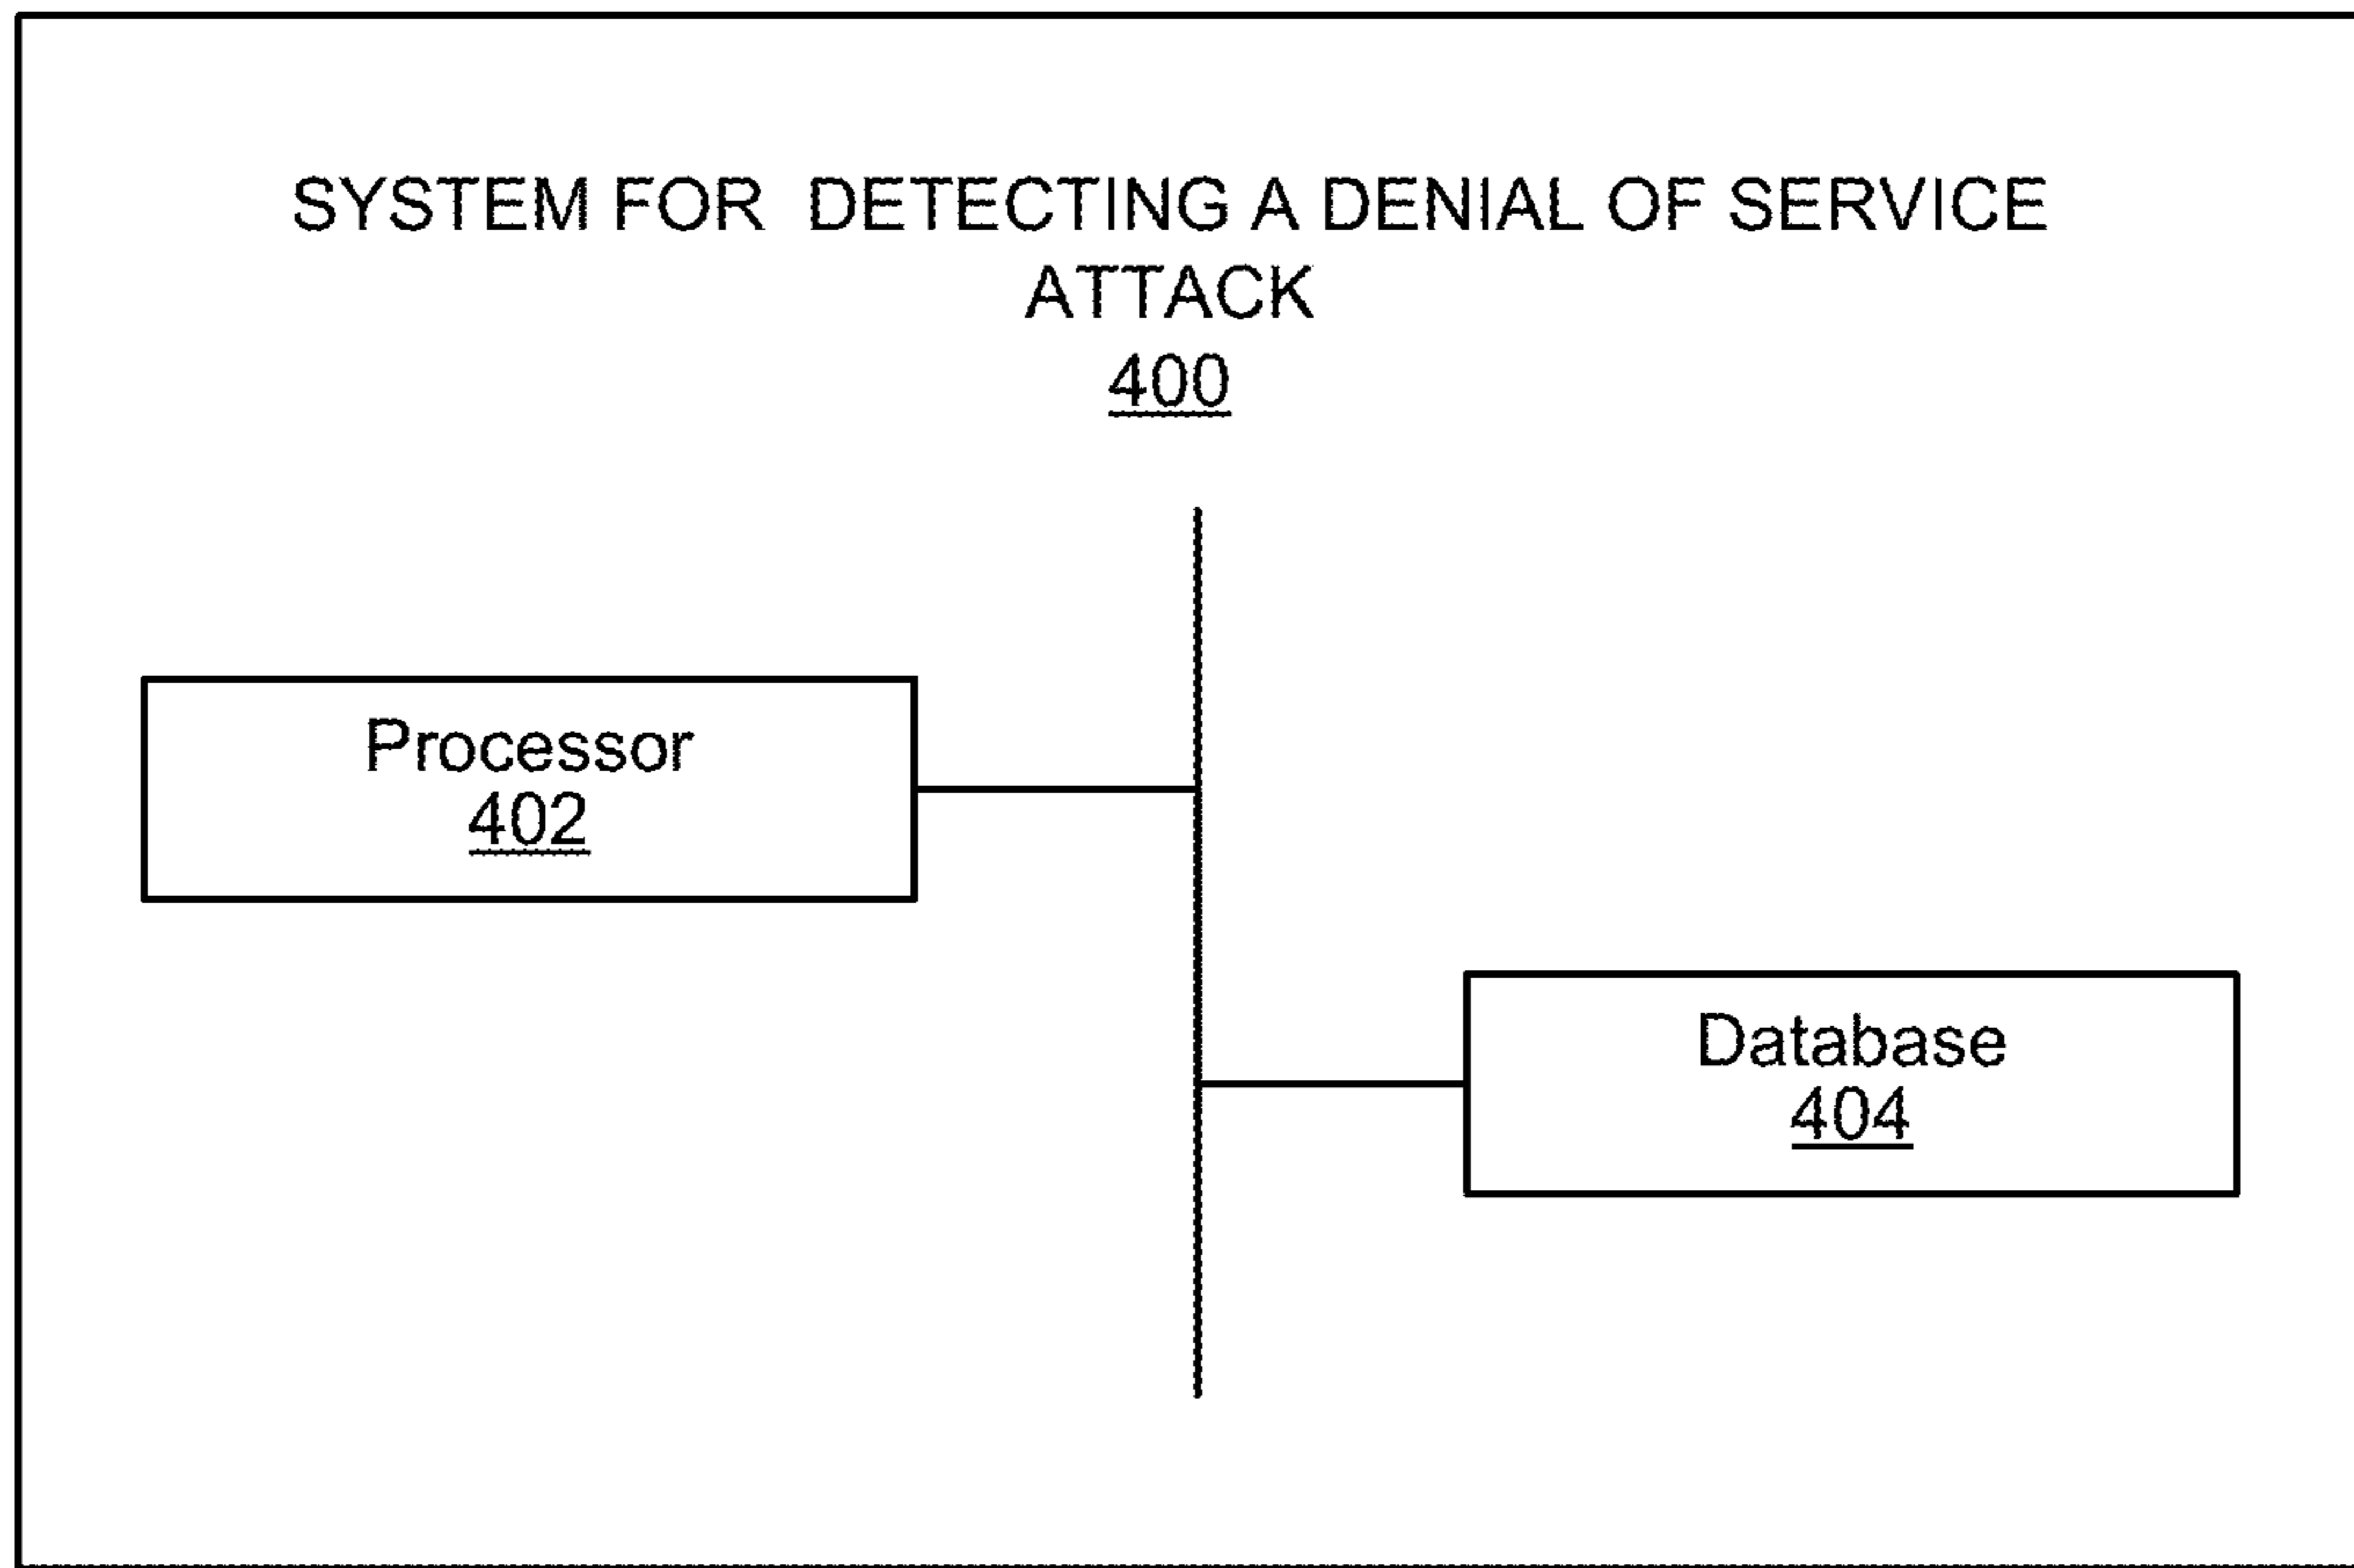 SYSTEM FOR DETECTING A DENIAL OF SERVICE
ATTACK
400
Processor
402
Database
404